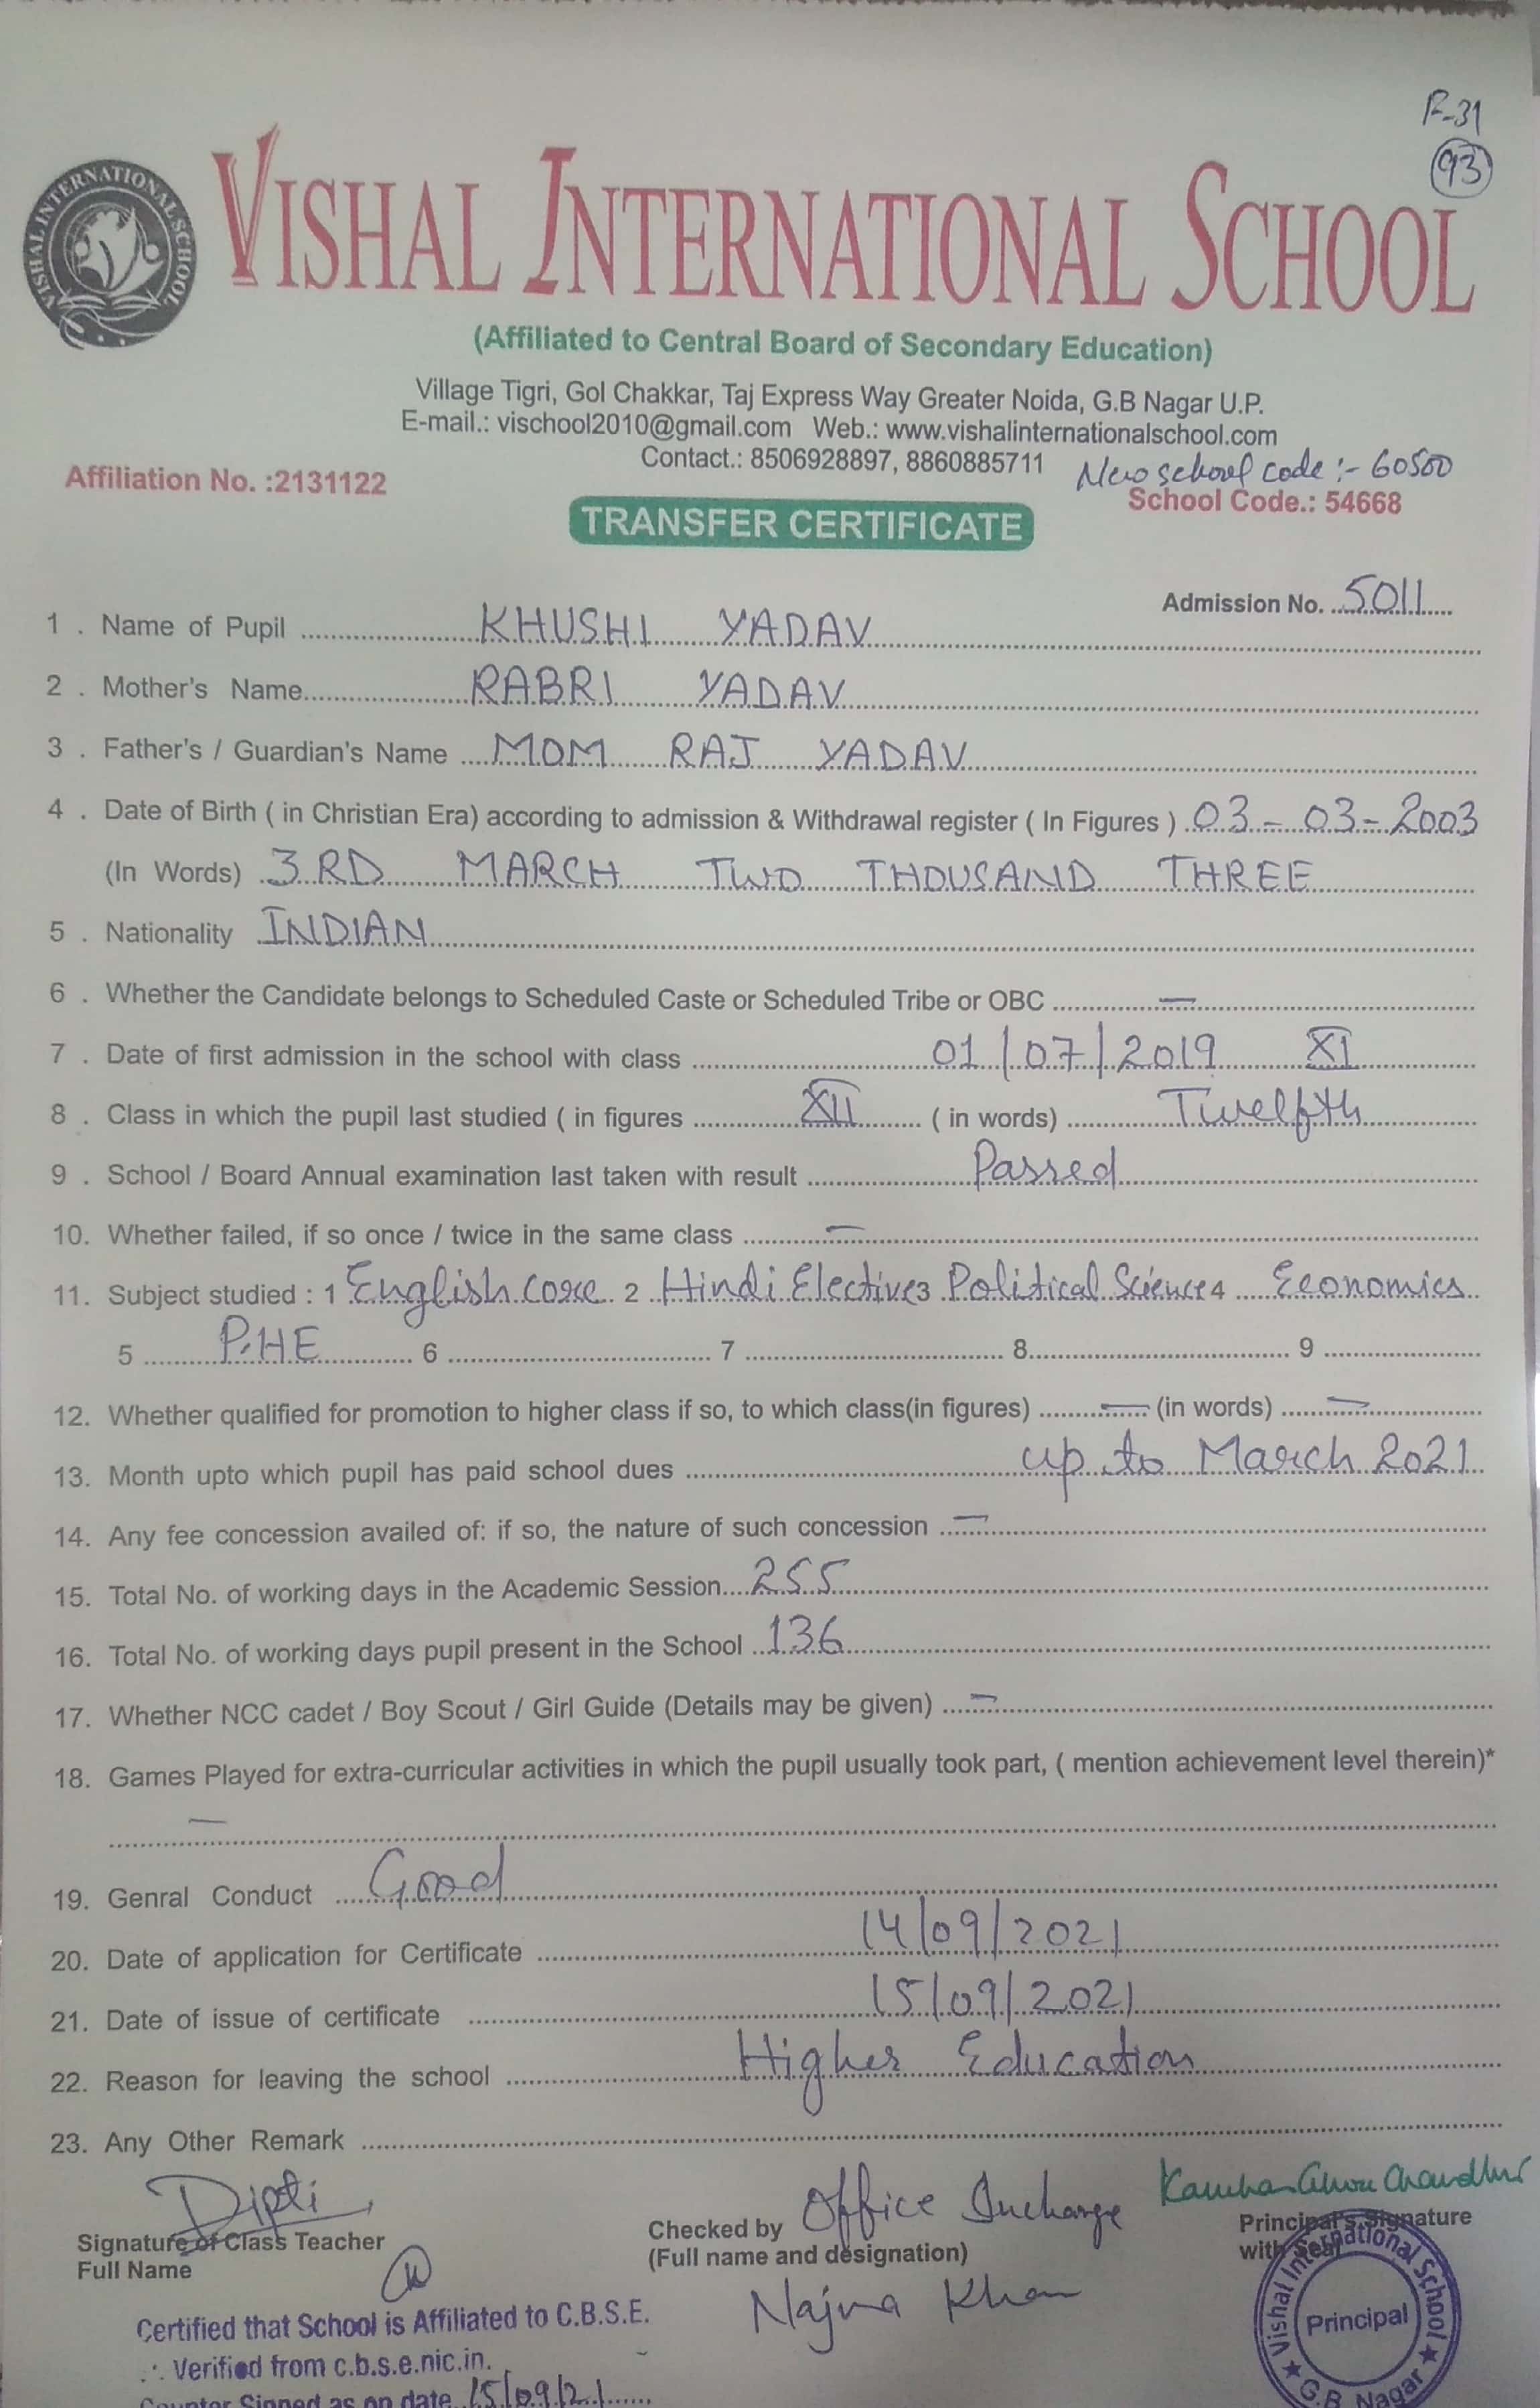 F-31
93
VISHAL INTERNATIONAL SCHOOL
VISHAL INTERNATIONAL SCHOOL
(Affiliated to Central Board of Secondary Education)
Village Tigri, Gol Chakkar, Taj Express Way Greater Noida, G.B Nagar U.P.
E-mail.: vischool2010@gmail.com Web.: www.vishalinternationalschool.com
Contact.: 8506928897, 8860885711 New school code :- 60500
Affiliation No. :2131122 School Code.: 54668
TRANSFER CERTIFICATE
Admission No. 5011
1 . Name of Pupil KHUSHI YADAV
2 . Mother's Name RABRI YADAV
3 . Father's / Guardian's Name MOM RAJ YADAV
4 . Date of Birth ( in Christian Era) according to admission & Withdrawal register ( In Figures ) 03-03-2003
(In Words) 3RD MARCH TWO THOUSAND THREE
5 . Nationality INDIAN
6 . Whether the Candidate belongs to Scheduled Caste or Scheduled Tribe or OBC —
7 . Date of first admission in the school with class 01/07/2019 XI
8 . Class in which the pupil last studied ( in figures XII ( in words) Twelfth
9 . School / Board Annual examination last taken with result Passed
10. Whether failed, if so once / twice in the same class —
11. Subject studied : 1 English Core 2 Hindi Elective 3 Political Science 4 Economics
5 P.HE 6 7 8 9
12. Whether qualified for promotion to higher class if so, to which class(in figures) — (in words) —
13. Month upto which pupil has paid school dues up to March 2021
14. Any fee concession availed of: if so, the nature of such concession —
15. Total No. of working days in the Academic Session 255
16. Total No. of working days pupil present in the School 136
17. Whether NCC cadet / Boy Scout / Girl Guide (Details may be given) —
18. Games Played for extra-curricular activities in which the pupil usually took part, ( mention achievement level therein)*
—
19. Genral Conduct Good
20. Date of application for Certificate 14/09/2021
21. Date of issue of certificate 15/09/2021
22. Reason for leaving the school Higher Education
23. Any Other Remark
Dipti Office Incharge Chaudhri
Signature of Class Teacher Checked by Principal's Signature
Full Name (Full name and designation) with Seal
Najma Khan
Vishal International School
Principal
G.B. Nagar
Certified that School is Affiliated to C.B.S.E.
Verified from c.b.s.e.nic.in.
Counter Signed as on date 15/09/21